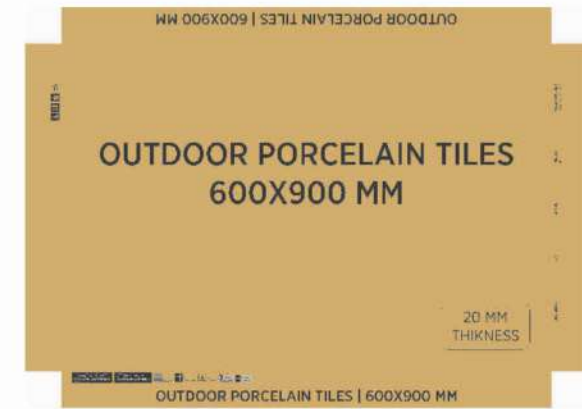 OUTDOOR PORCELAIN TILES | 600X900 MM
OUTDOOR PORCELAIN TILES
600X900 MM
20 MM
THIKNESS
OUTDOOR PORCELAIN TILES | 600X900 MM